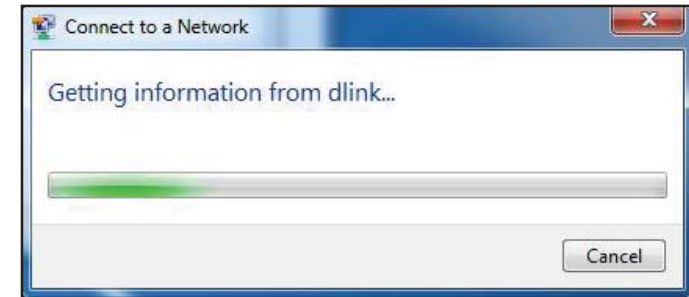 Connect to a Network
Getting information from dlink...
Cancel